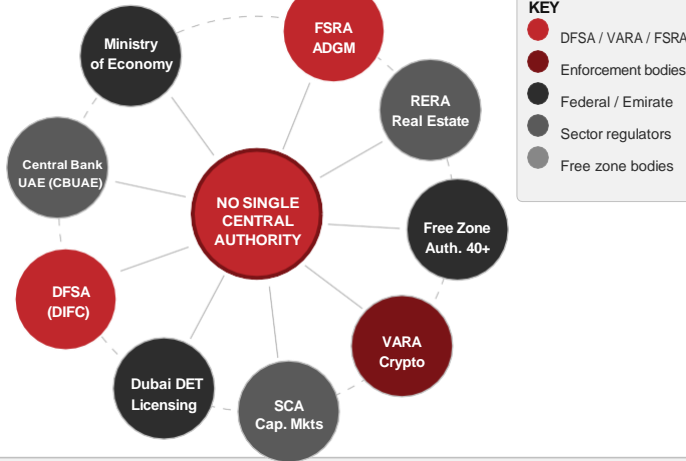 FSRA
ADGM
Ministry
of Economy
RERA
Real Estate
Central Bank
UAE (CBUAE)
NO SINGLE
CENTRAL
AUTHORITY
Free Zone
Auth. 40+
DFSA
(DIFC)
VARA
Crypto
Dubai DET
Licensing
SCA
Cap. Mkts
KEY
DFSA / VARA / FSRA
Enforcement bodies
Federal / Emirate
Sector regulators
Free zone bodies